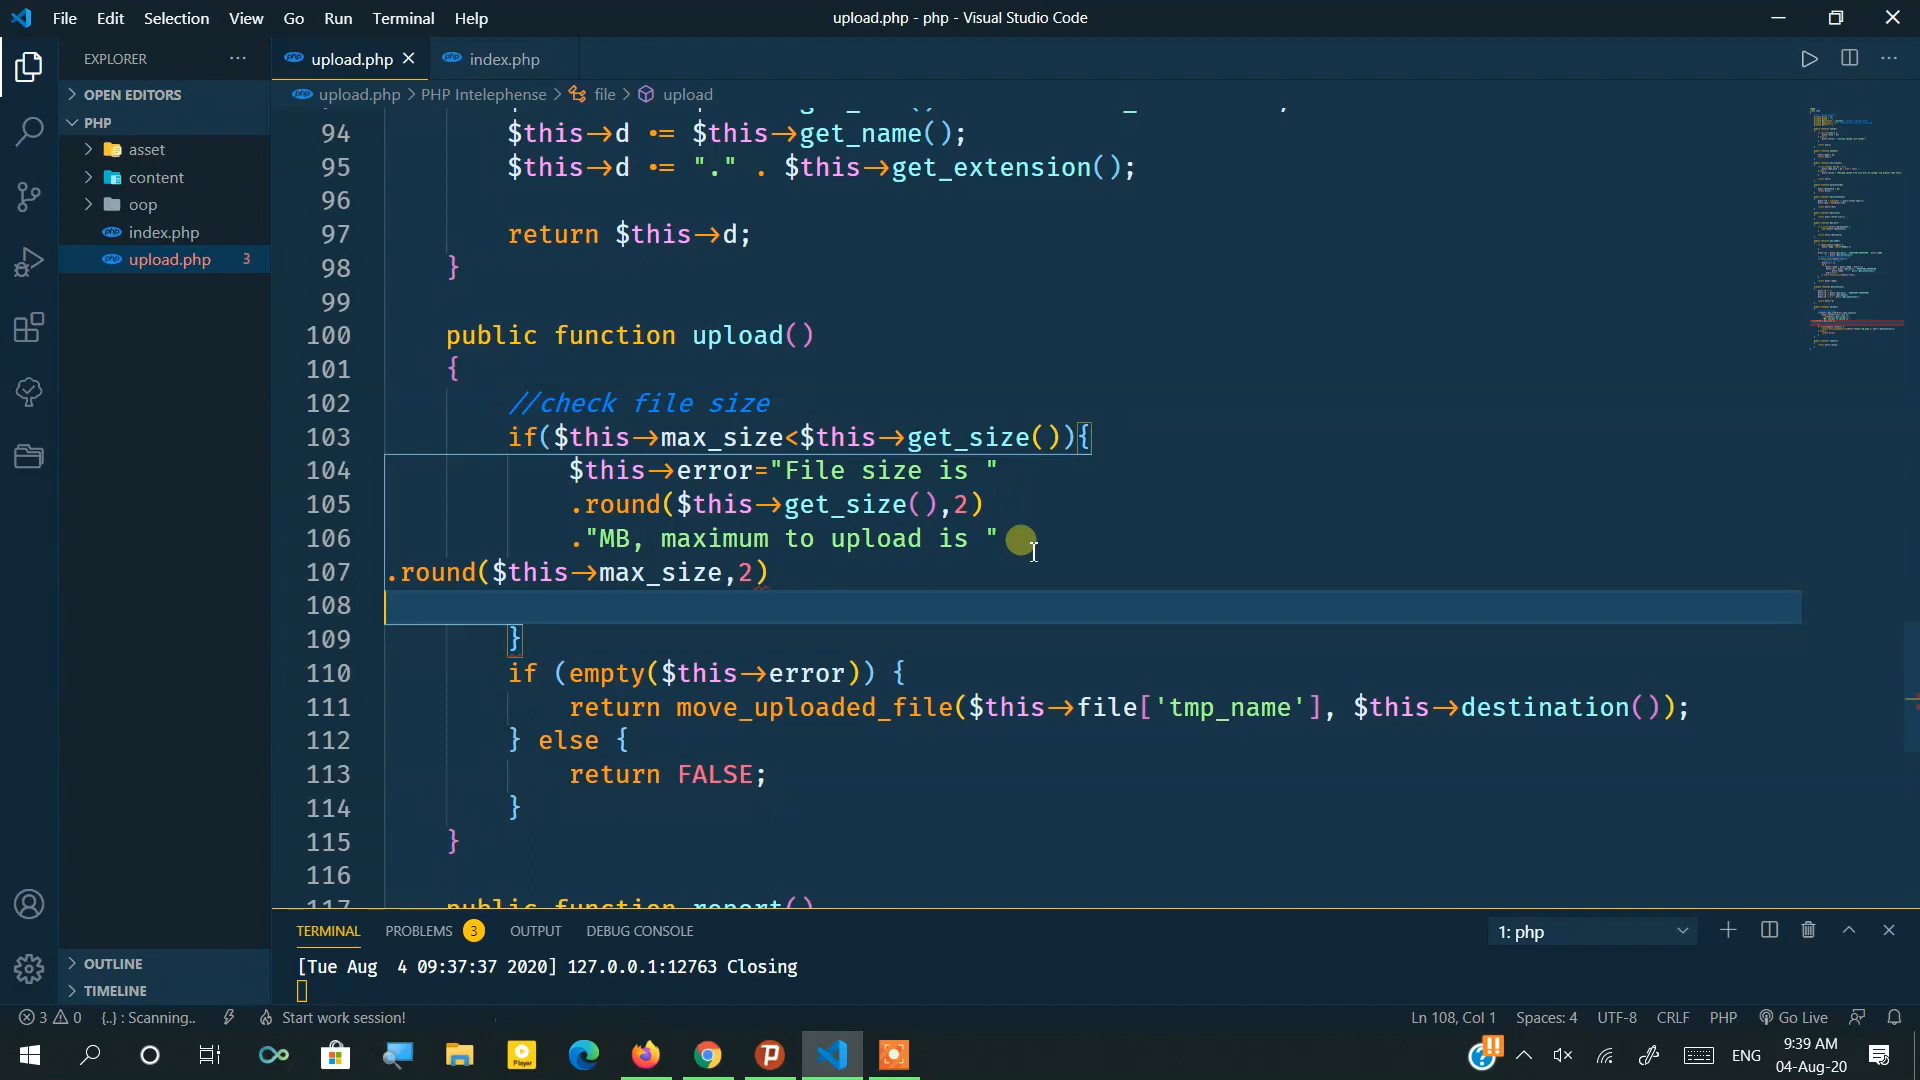 File Edit Selection View Go Run Terminal Help
upload.php - php - Visual Studio Code
EXPLORER
OPEN EDITORS
PHP
asset
content
oop
index.php
upload.php 3
OUTLINE
TIMELINE
upload.php index.php
upload.php > PHP Intelephense > file > upload
94 $this->d .= $this->get_name();
95 $this->d .= "." . $this->get_extension();
96
97 return $this->d;
98 }
99
100 public function upload()
101 {
102 //check file size
103 if($this->max_size<$this->get_size()){
104 $this->error="File size is "
105 .round($this->get_size(),2)
106 ."MB, maximum to upload is "
107 .round($this->max_size,2)
108
109 }
110 if (empty($this->error)) {
111 return move_uploaded_file($this->file['tmp_name'], $this->destination());
112 } else {
113 return FALSE;
114 }
115 }
116
117 public function report()
TERMINAL PROBLEMS 3 OUTPUT DEBUG CONSOLE
1: php
[Tue Aug  4 09:37:37 2020] 127.0.0.1:12763 Closing
3 0 {..} : Scanning.. Start work session!
Ln 108, Col 1 Spaces: 4 UTF-8 CRLF PHP Go Live
Player
ENG
9:39 AM
04-Aug-20